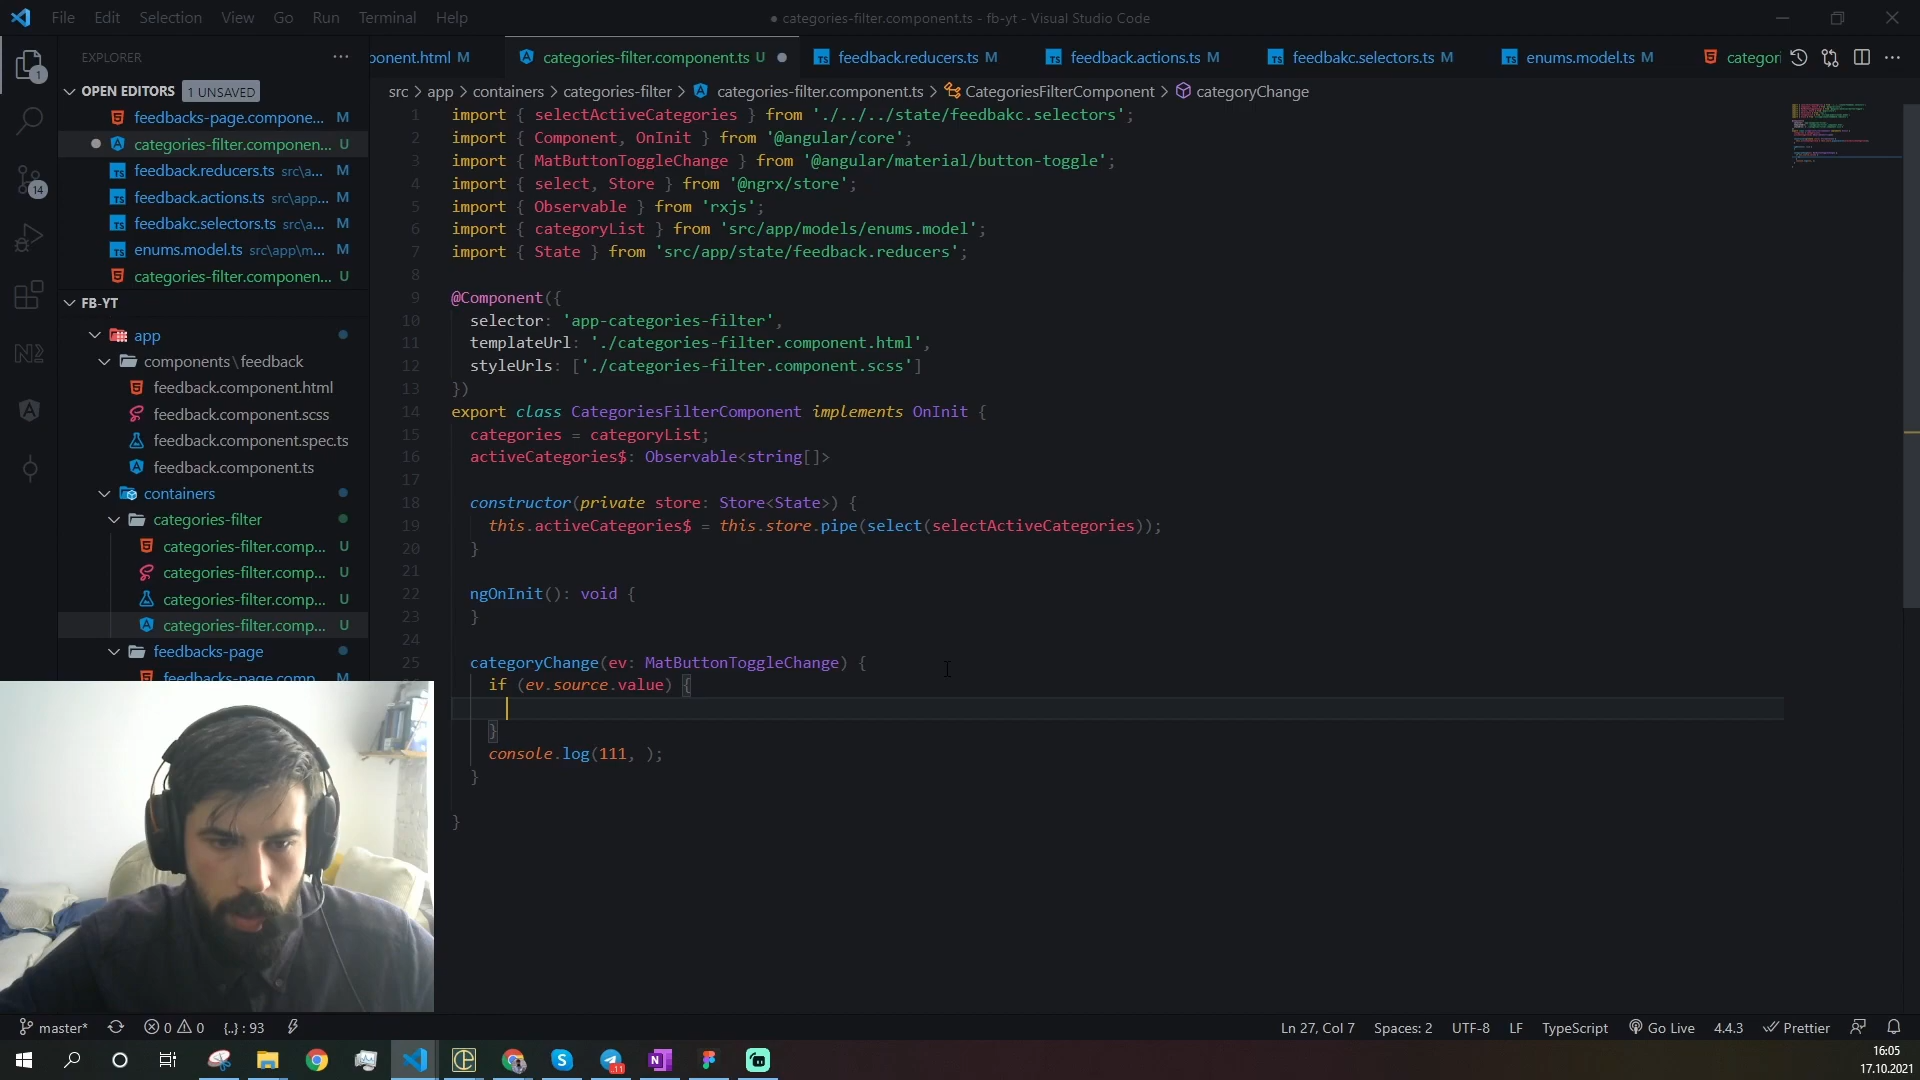 File Edit Selection View Go Run Terminal Help
● categories-filter.component.ts - fb-yt - Visual Studio Code
EXPLORER
OPEN EDITORS 1 UNSAVED
feedbacks-page.compone... M
categories-filter.componen... U
feedback.reducers.ts src\a... M
feedback.actions.ts src\app... M
feedbakc.selectors.ts src\a... M
enums.model.ts src\app\m... M
categories-filter.componen... U
FB-YT
app
components\feedback
feedback.component.html
feedback.component.scss
feedback.component.spec.ts
feedback.component.ts
containers
categories-filter
categories-filter.comp... U
categories-filter.comp... U
categories-filter.comp... U
categories-filter.comp... U
feedbacks-page
feedbacks-page.comp...
1
14
ponent.html M
categories-filter.component.ts U
feedback.reducers.ts M
feedback.actions.ts M
feedbakc.selectors.ts M
enums.model.ts M
categori
src > app > containers > categories-filter > categories-filter.component.ts > CategoriesFilterComponent > categoryChange
1 import { selectActiveCategories } from './../../state/feedbakc.selectors';
2 import { Component, OnInit } from '@angular/core';
3 import { MatButtonToggleChange } from '@angular/material/button-toggle';
4 import { select, Store } from '@ngrx/store';
5 import { Observable } from 'rxjs';
6 import { categoryList } from 'src/app/models/enums.model';
7 import { State } from 'src/app/state/feedback.reducers';
8
9 @Component({
10 selector: 'app-categories-filter',
11 templateUrl: './categories-filter.component.html',
12 styleUrls: ['./categories-filter.component.scss']
13 })
14 export class CategoriesFilterComponent implements OnInit {
15 categories = categoryList;
16 activeCategories$: Observable<string[]>
17
18 constructor(private store: Store<State>) {
19 this.activeCategories$ = this.store.pipe(select(selectActiveCategories));
20 }
21
22 ngOnInit(): void {
23 }
24
25 categoryChange(ev: MatButtonToggleChange) {
if (ev.source.value) {
}
console.log(111, );
}
}
master* 0 0 {..} : 93
Ln 27, Col 7 Spaces: 2 UTF-8 LF TypeScript Go Live 4.4.3 Prettier
16:05
17.10.2021